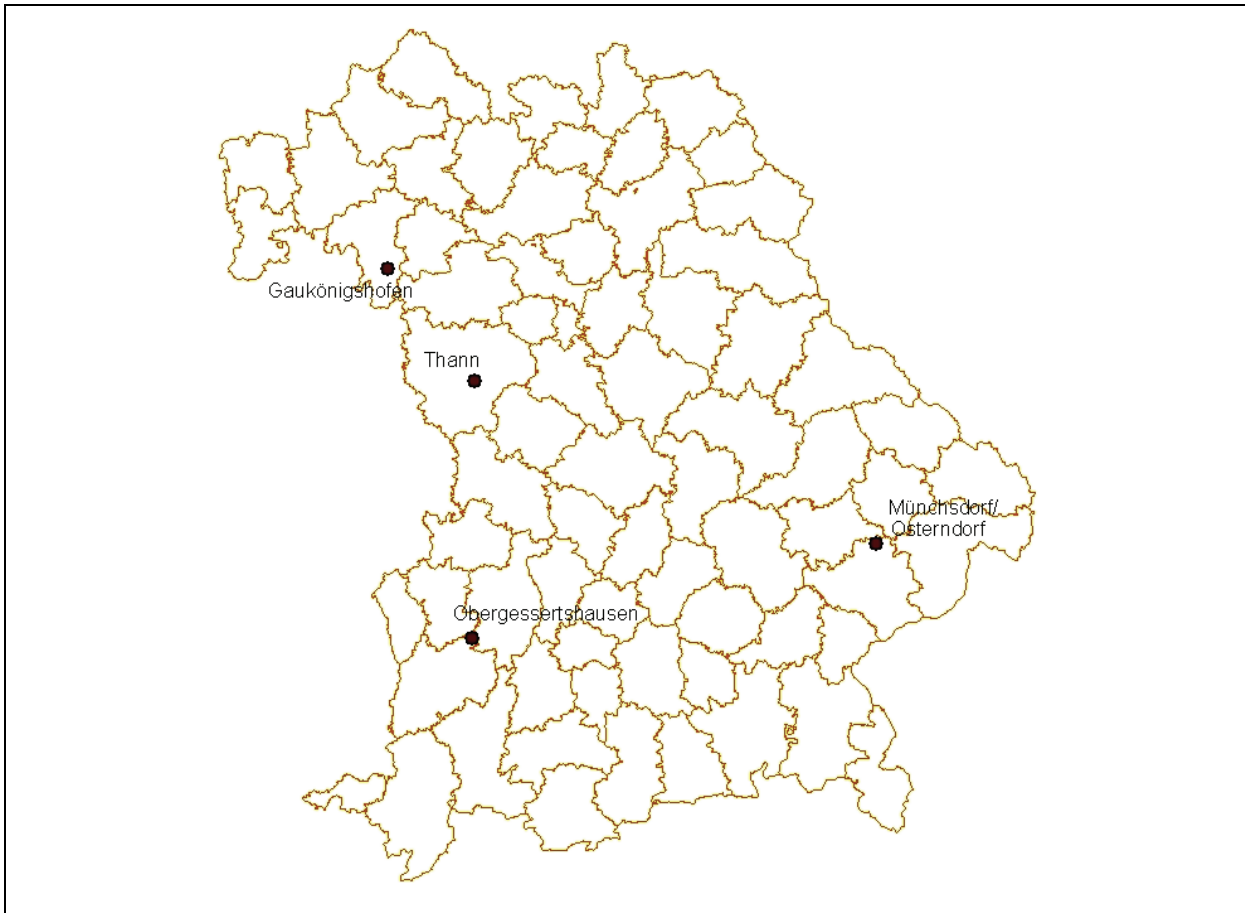 Gaukönigshofen
Thann
Münchsdorf/
Osterndorf
Obergessertshausen